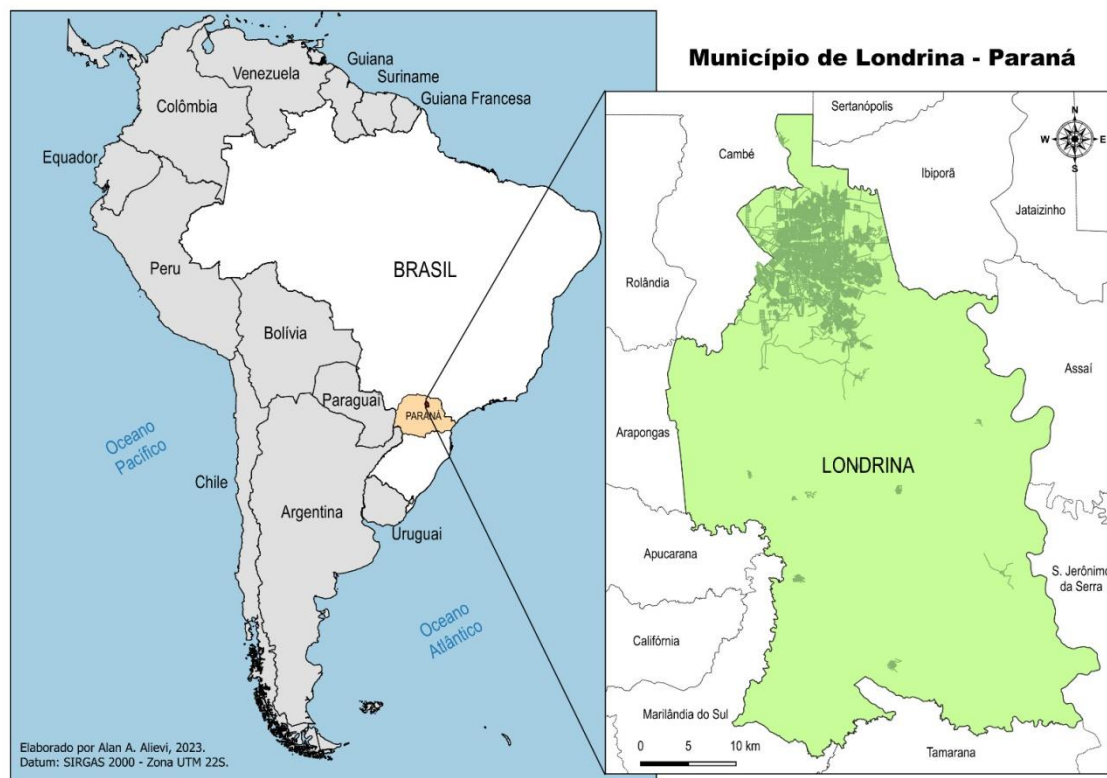 Município de Londrina - Paraná
Venezuela
Guiana
Suriname
Guiana Francesa
Colômbia
Equador
Peru
BRASIL
Bolívia
Paraguai
PARANÁ
Oceano
Pacífico
Chile
Argentina
Uruguai
Oceano
Atlântico
Elaborado por Alan A. Alievi, 2023.
Datum: SIRGAS 2000 - Zona UTM 22S.
Sertanópolis
N
W
E
S
Cambé
Ibiporã
Jataizinho
Rolândia
Assaí
Arapongas
LONDRINA
Apucarana
S. Jerônimo
da Serra
Califórnia
Marilândia do Sul
Tamarana
0 5 10 km